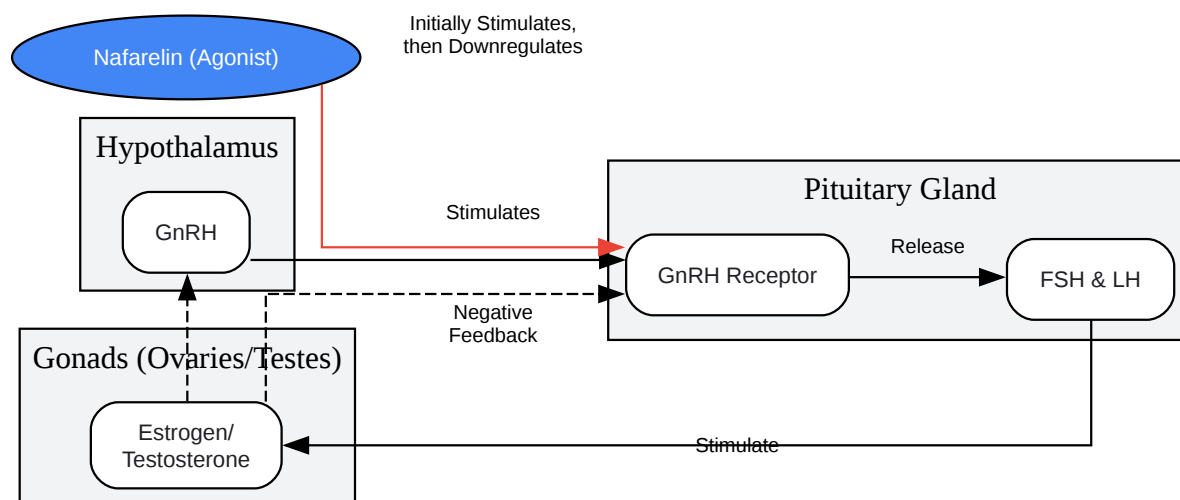 Initially Stimulates,
then Downregulates
Nafarelin (Agonist)
Hypothalamus
GnRH
Stimulates
Pituitary Gland
GnRH Receptor
Release
FSH & LH
Negative
Feedback
Gonads (Ovaries/Testes)
Estrogen/
Testosterone
Stimulate